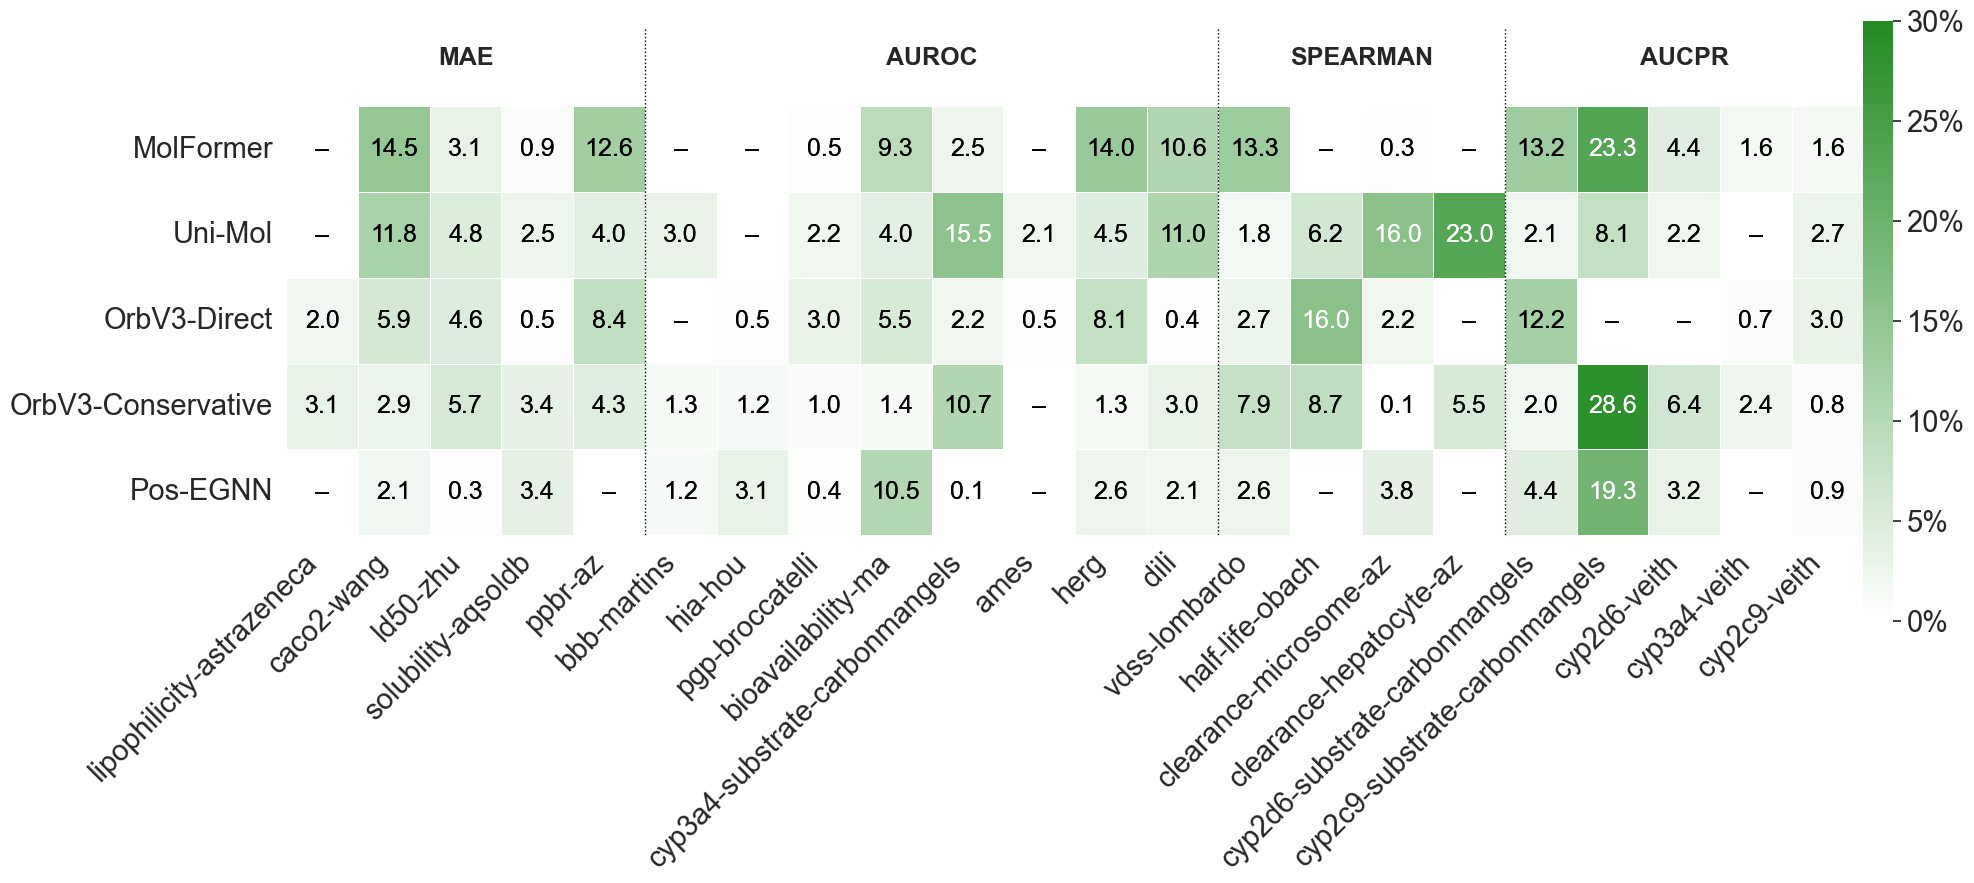 MAE AUROC SPEARMAN AUCPR
MolFormer – 14.5 3.1 0.9 12.6 – – 0.5 9.3 2.5 – 14.0 10.6 13.3 – 0.3 – 13.2 23.3 4.4 1.6 1.6
Uni-Mol – 11.8 4.8 2.5 4.0 3.0 – 2.2 4.0 15.5 2.1 4.5 11.0 1.8 6.2 16.0 23.0 2.1 8.1 2.2 – 2.7
OrbV3-Direct 2.0 5.9 4.6 0.5 8.4 – 0.5 3.0 5.5 2.2 0.5 8.1 0.4 2.7 16.0 2.2 – 12.2 – – 0.7 3.0
OrbV3-Conservative 3.1 2.9 5.7 3.4 4.3 1.3 1.2 1.0 1.4 10.7 – 1.3 3.0 7.9 8.7 0.1 5.5 2.0 28.6 6.4 2.4 0.8
Pos-EGNN – 2.1 0.3 3.4 – 1.2 3.1 0.4 10.5 0.1 – 2.6 2.1 2.6 – 3.8 – 4.4 19.3 3.2 – 0.9
lipophilicity-astrazeneca
caco2-wang
ld50-zhu
solubility-aqsoldb
ppbr-az
bbb-martins
hia-hou
pgp-broccatelli
bioavailability-ma
cyp3a4-substrate-carbonmangels
ames
herg
dili
vdss-lombardo
half-life-obach
clearance-microsome-az
clearance-hepatocyte-az
cyp2d6-substrate-carbonmangels
cyp2c9-substrate-carbonmangels
cyp2d6-veith
cyp3a4-veith
cyp2c9-veith
30%
25%
20%
15%
10%
5%
0%